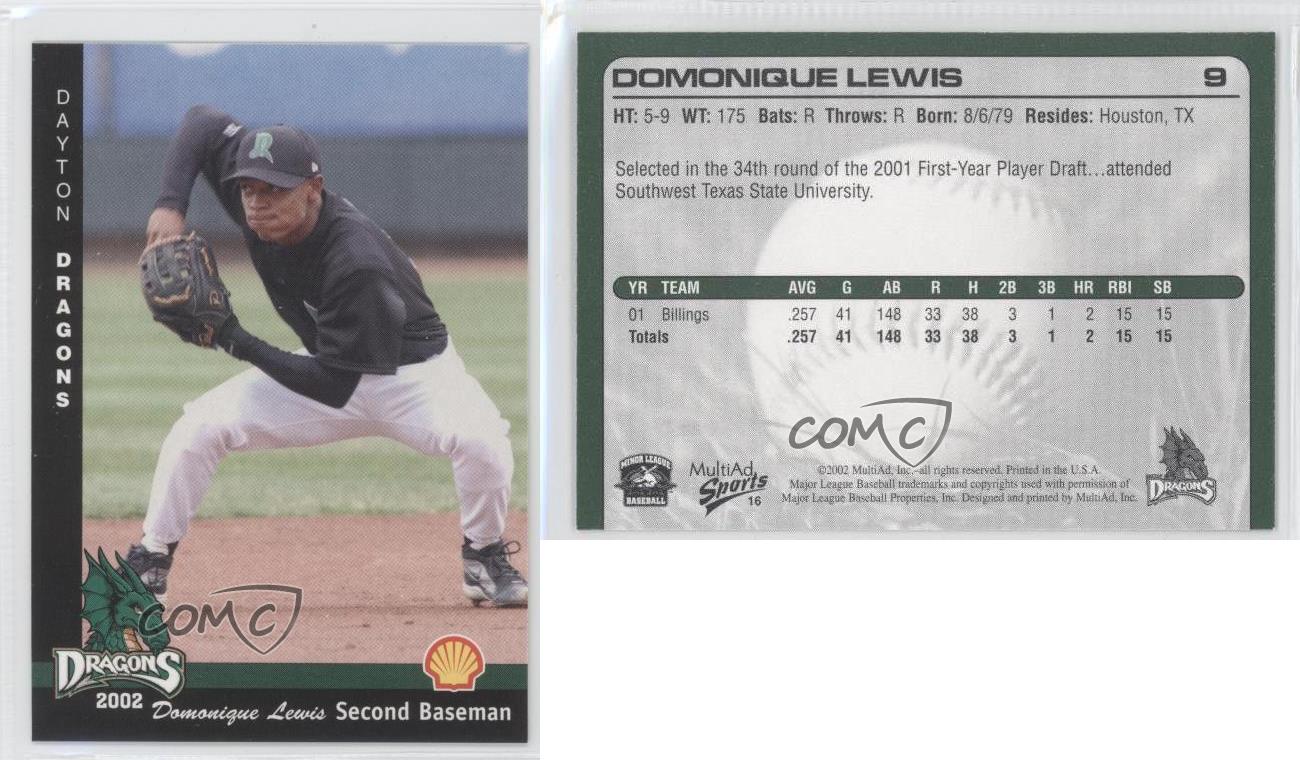 DAYTON DRAGONS
DRAGONS
2002
Domonique Lewis Second Baseman
COMC
DOMONIQUE LEWIS 9
HT: 5-9 WT: 175 Bats: R Throws: R Born: 8/6/79 Resides: Houston, TX
Selected in the 34th round of the 2001 First-Year Player Draft...attended
Southwest Texas State University.
YR TEAM AVG G AB R H 2B 3B HR RBI SB
01 Billings .257 41 148 33 38 3 1 2 15 15
Totals .257 41 148 33 38 3 1 2 15 15
COMC
MINOR LEAGUE
BASEBALL
MultiAd
Sports
16
©2002 MultiAd, Inc. all rights reserved. Printed in the U.S.A.
Major League Baseball trademarks and copyrights used with permission of
Major League Baseball Properties, Inc. Designed and printed by MultiAd, Inc.
DRAGONS